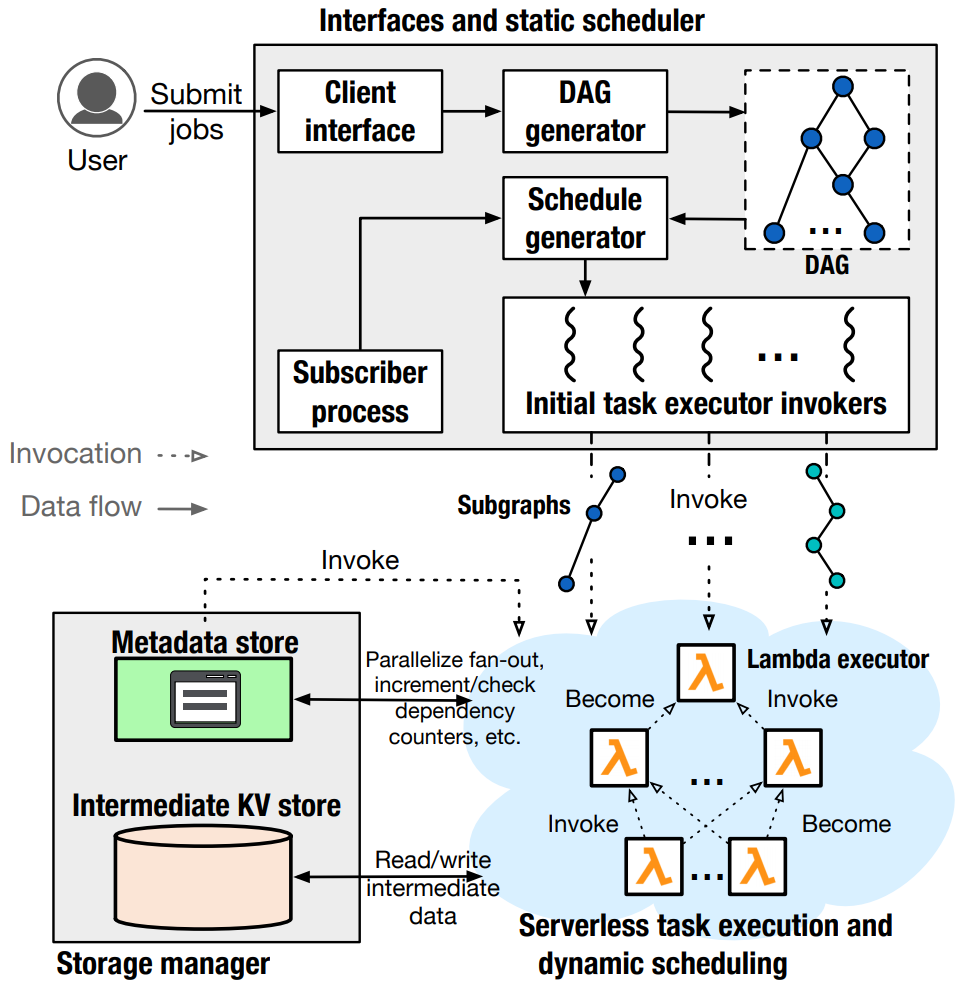 Interfaces and static scheduler
User
Submit
jobs
Client
interface
DAG
generator
DAG
Schedule
generator
...
Subscriber
process
...
Initial task executor invokers
Invocation
Data flow
Subgraphs
Invoke
...
Invoke
Metadata store
Parallelize fan-out,
increment/check
dependency
counters, etc.
Lambda executor
λ
Become
Invoke
λ
...
λ
Intermediate KV store
Invoke
Become
λ
...
λ
Read/write
intermediate
data
Storage manager
Serverless task execution and
dynamic scheduling